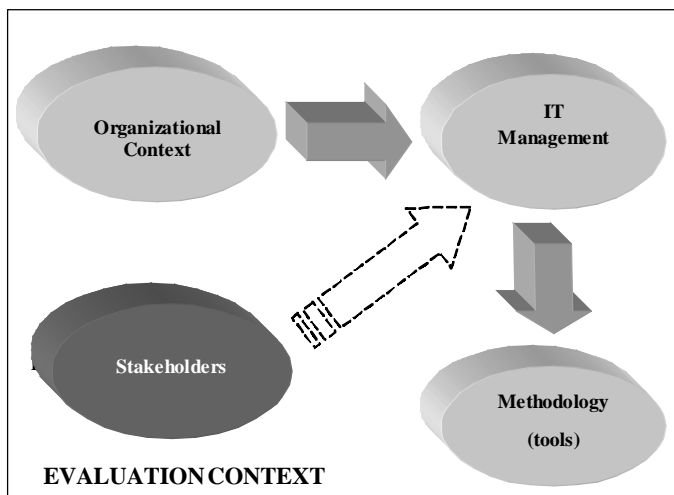 Organizational
Context
IT
Management
Stakeholders
Methodology
(tools)
EVALUATION CONTEXT